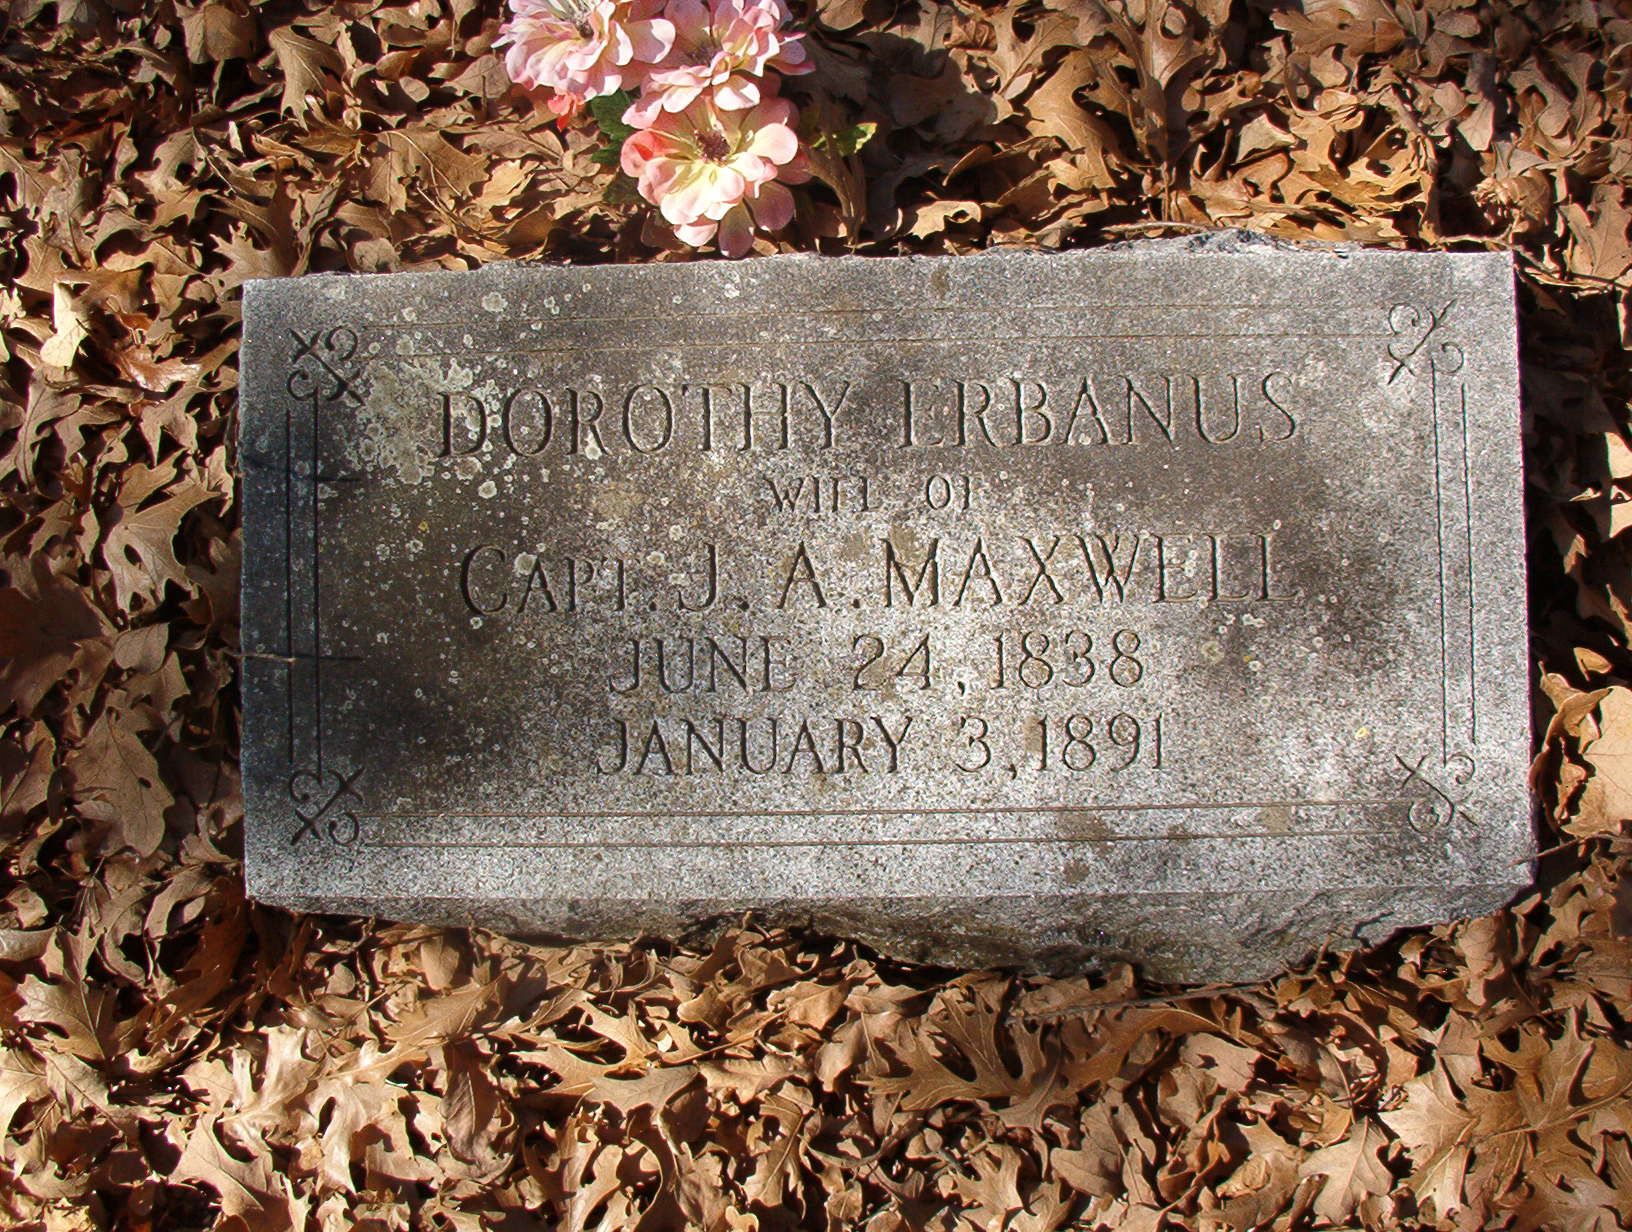 DOROTHY ERBANUS
WIFE OF
CAPT. J. A. MAXWELL
JUNE 24, 1838
JANUARY 3, 1891